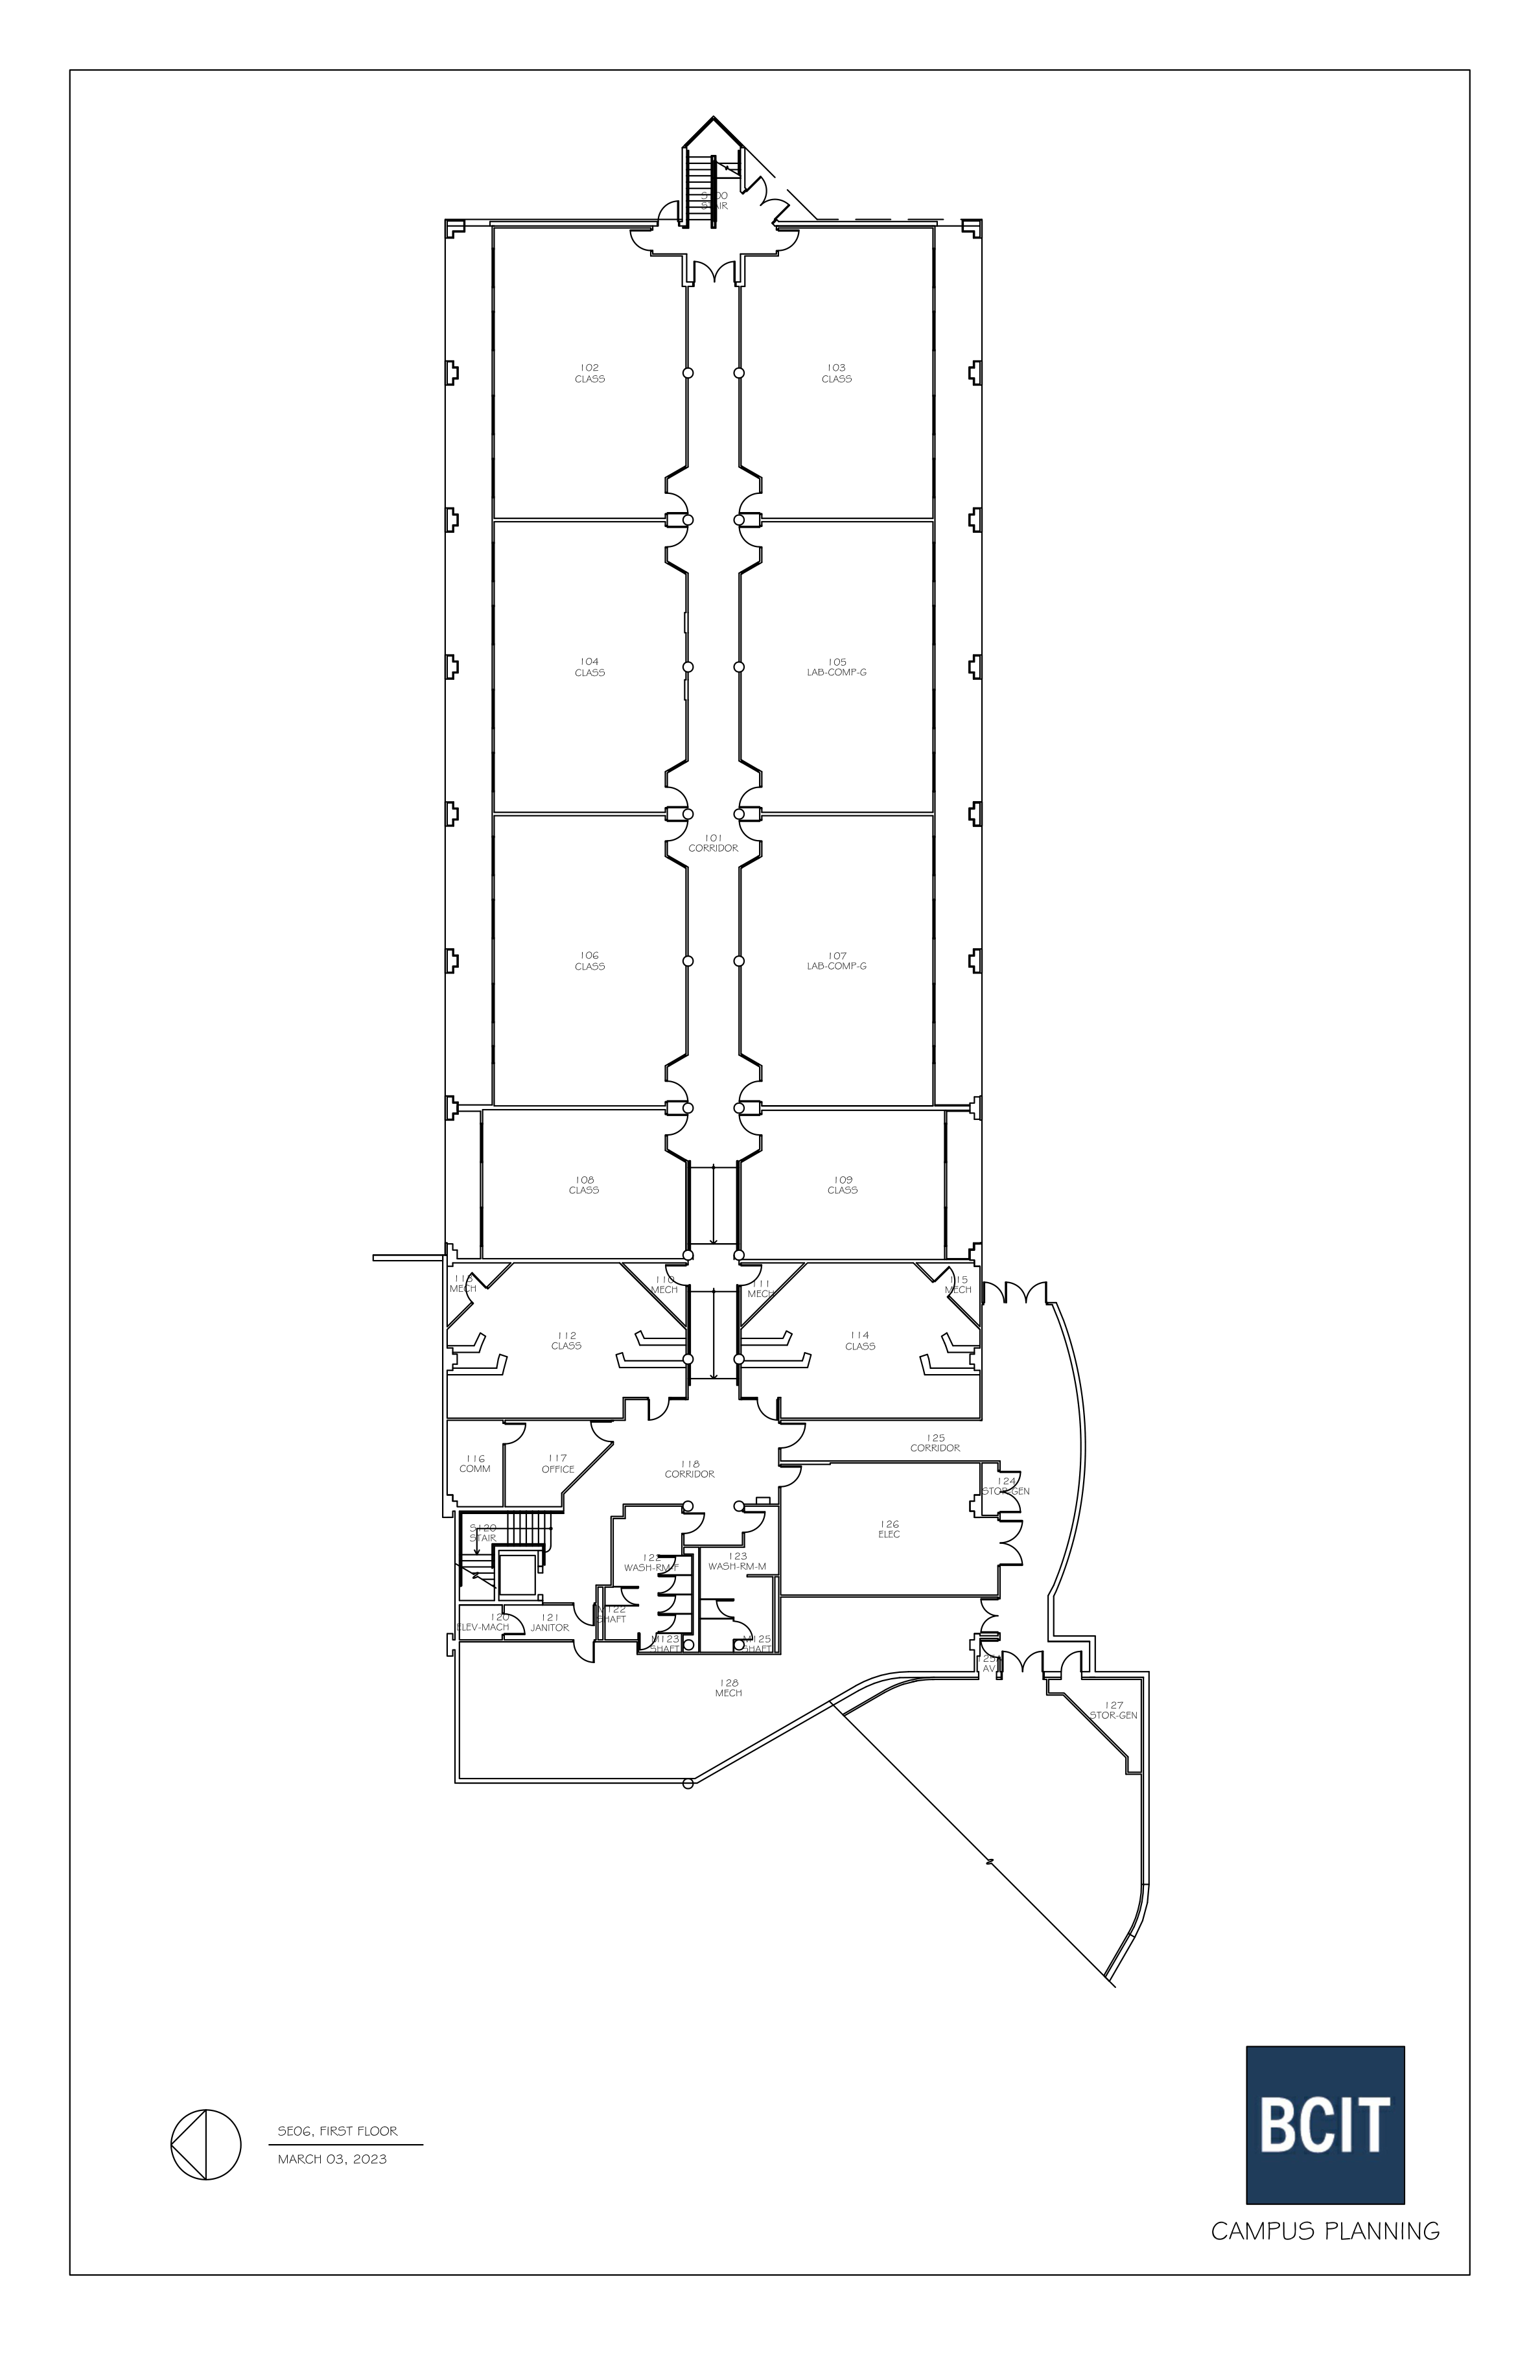 S100
STAIR
102
CLASS
103
CLASS
104
CLASS
105
LAB-COMP-G
101
CORRIDOR
106
CLASS
107
LAB-COMP-G
108
CLASS
109
CLASS
113
MECH
110
MECH
111
MECH
115
MECH
112
CLASS
114
CLASS
116
COMM
117
OFFICE
118
CORRIDOR
125
CORRIDOR
124
STOR-GEN
S120
STAIR
126
ELEC
122
WASH-RM-F
123
WASH-RM-M
120
ELEV-MACH
121
JANITOR
M122
SHAFT
M123
SHAFT
M125
SHAFT
AV
128
MECH
127
STOR-GEN
SE06, FIRST FLOOR
MARCH 03, 2023
BCIT
CAMPUS PLANNING